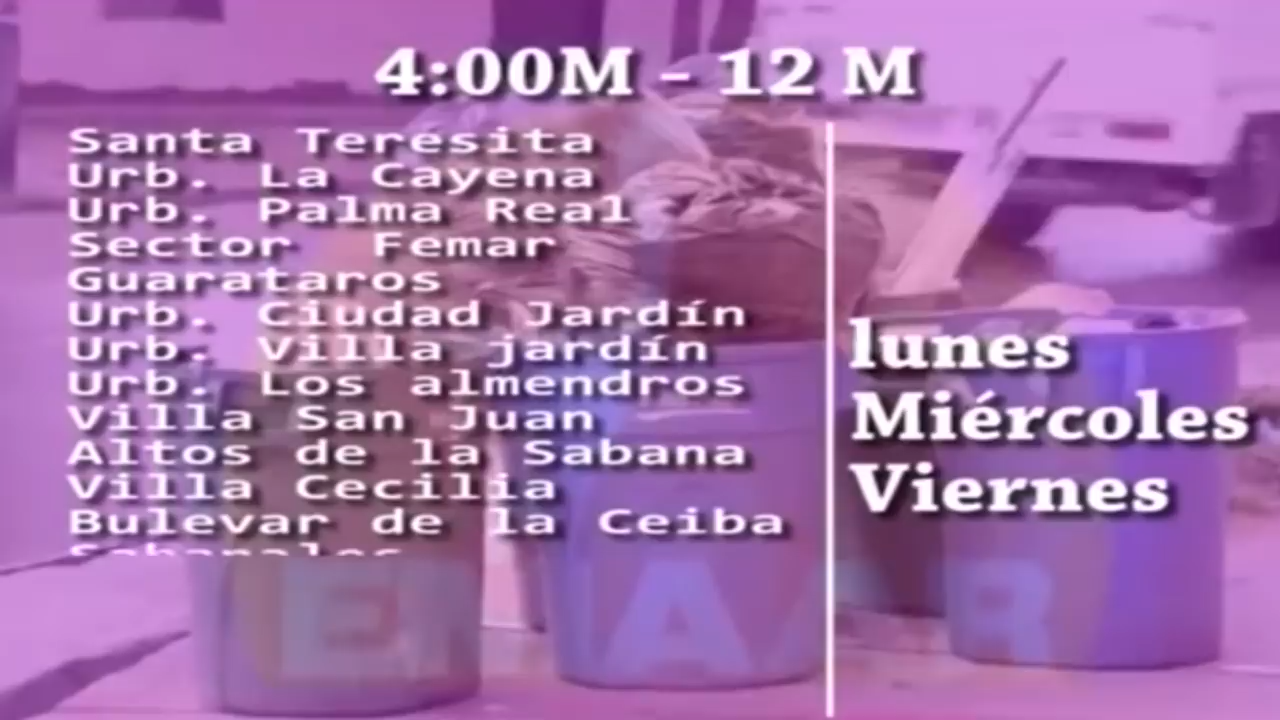 4:00M - 12 M
Santa Teresita
Urb. La Cayena
Urb. Palma Real
Sector Femar
Guarataros
Urb. Ciudad Jardín
Urb. Villa jardín
Urb. Los almendros
Villa San Juan
Altos de la Sabana
Villa Cecilia
Bulevar de la Ceiba
lunes
Miércoles
Viernes